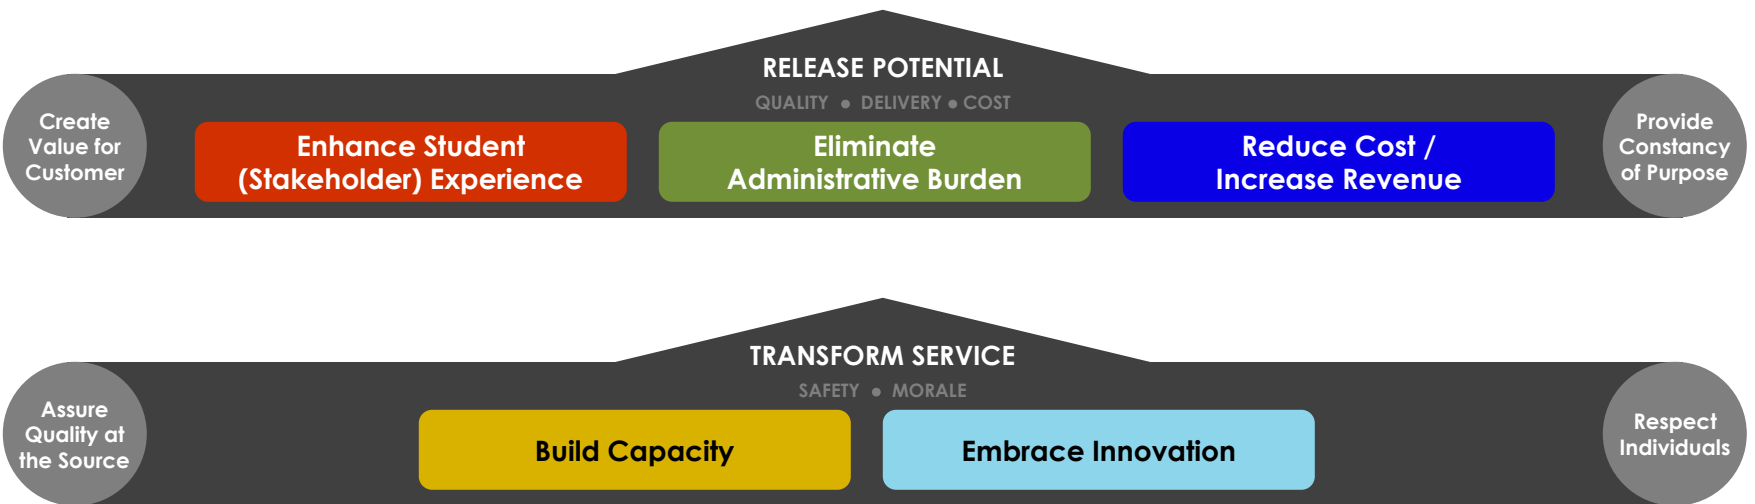 RELEASE POTENTIAL
QUALITY ● DELIVERY ● COST
Create
Value for
Customer
Enhance Student
(Stakeholder) Experience
Eliminate
Administrative Burden
Reduce Cost /
Increase Revenue
Provide
Constancy
of Purpose
TRANSFORM SERVICE
SAFETY ● MORALE
Assure
Quality at
the Source
Build Capacity
Embrace Innovation
Respect
Individuals